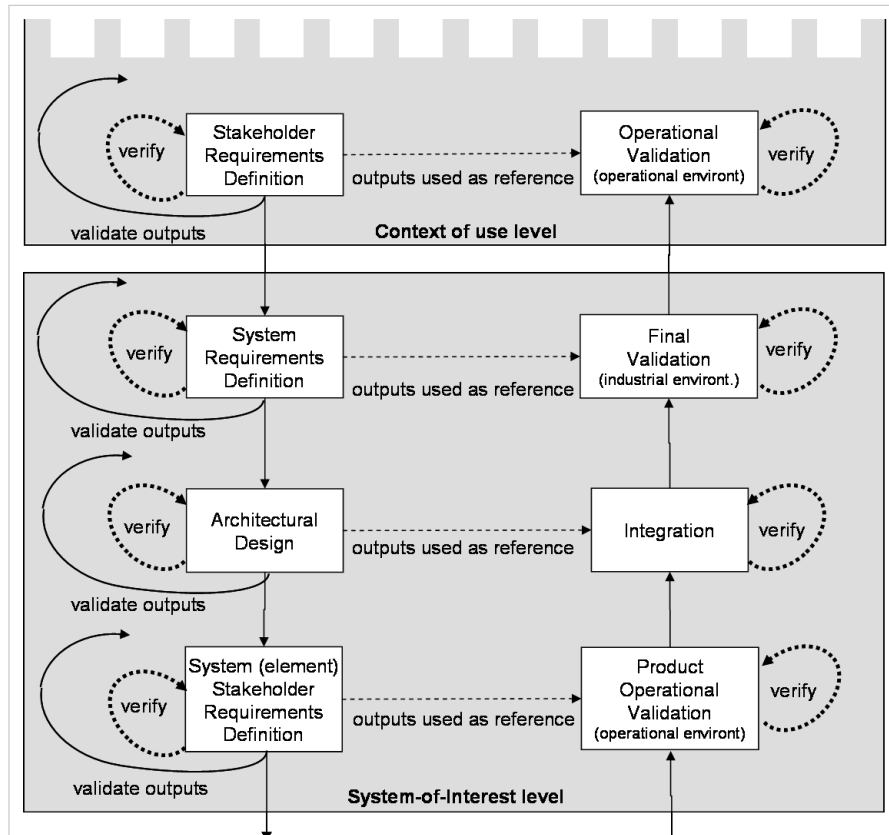 Stakeholder
Requirements
Definition
verify
validate outputs
outputs used as reference
Operational
Validation
(operational environt)
verify
Context of use level
System
Requirements
Definition
verify
validate outputs
outputs used as reference
Final
Validation
(industrial environt.)
verify
Architectural
Design
verify
validate outputs
outputs used as reference
Integration
verify
System (element)
Stakeholder
Requirements
Definition
verify
validate outputs
outputs used as reference
Product
Operational
Validation
(operational environt)
verify
System-of-Interest level